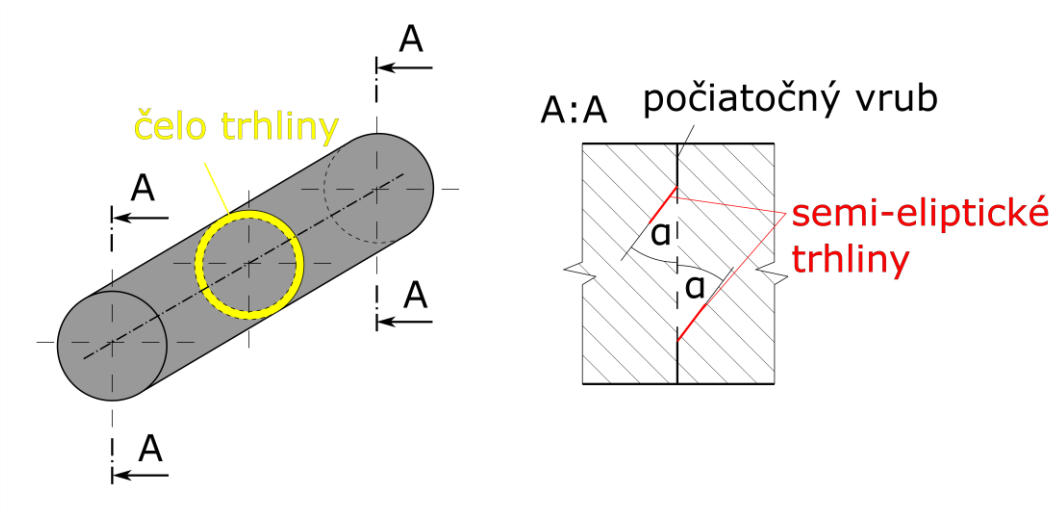 A
A:A
počiatočný vrub
čelo trhliny
A
semi-eliptické
trhliny
a
a
A
A